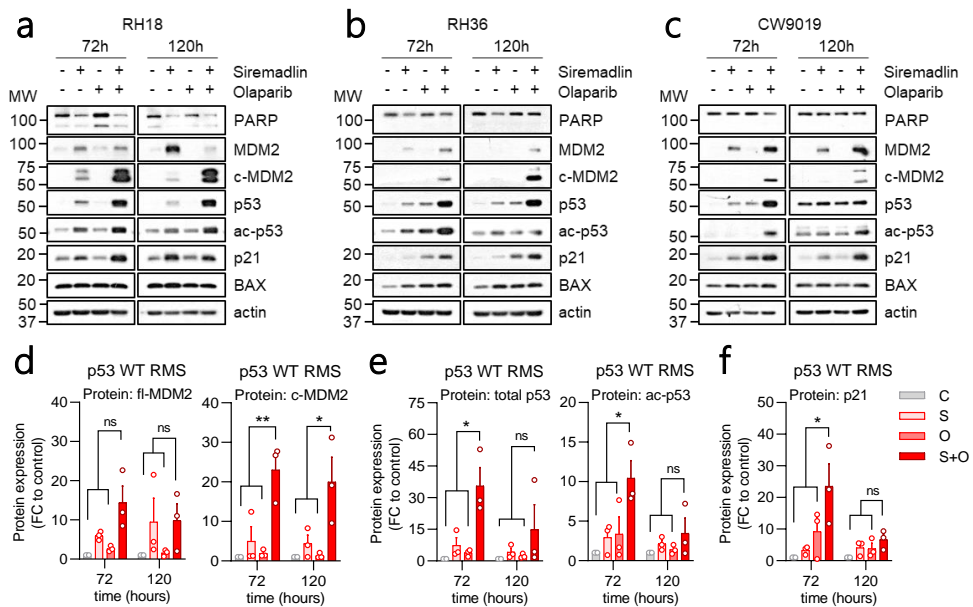 a
RH18
72h
120h
- + - + - + - + Siremadlin
- - + + - - + + Olaparib
MW
100
PARP
100
MDM2
75
50
c-MDM2
50
p53
50
ac-p53
20
p21
20
BAX
50
37
actin
b
RH36
72h
120h
- + - + - + - + Siremadlin
- - + + - - + + Olaparib
MW
100
PARP
100
MDM2
75
50
c-MDM2
50
p53
50
ac-p53
20
p21
20
BAX
50
37
actin
c
CW9019
72h
120h
- + - + - + - + Siremadlin
- - + + - - + + Olaparib
MW
100
PARP
100
MDM2
75
50
c-MDM2
50
p53
50
ac-p53
20
p21
20
BAX
50
37
actin
d
p53 WT RMS
Protein: fl-MDM2
Protein expression
(FC to control)
40
30
20
10
0
ns
ns
72 120
time (hours)
p53 WT RMS
Protein: c-MDM2
40
30
20
10
0
**
*
72 120
time (hours)
e
p53 WT RMS
Protein: total p53
Protein expression
(FC to control)
75
60
45
30
15
0
*
ns
72 120
time (hours)
p53 WT RMS
Protein: ac-p53
20
15
10
5
0
*
ns
72 120
time (hours)
f
p53 WT RMS
Protein: p21
Protein expression
(FC to control)
50
40
30
20
10
0
*
ns
72 120
time (hours)
C
S
O
S+O